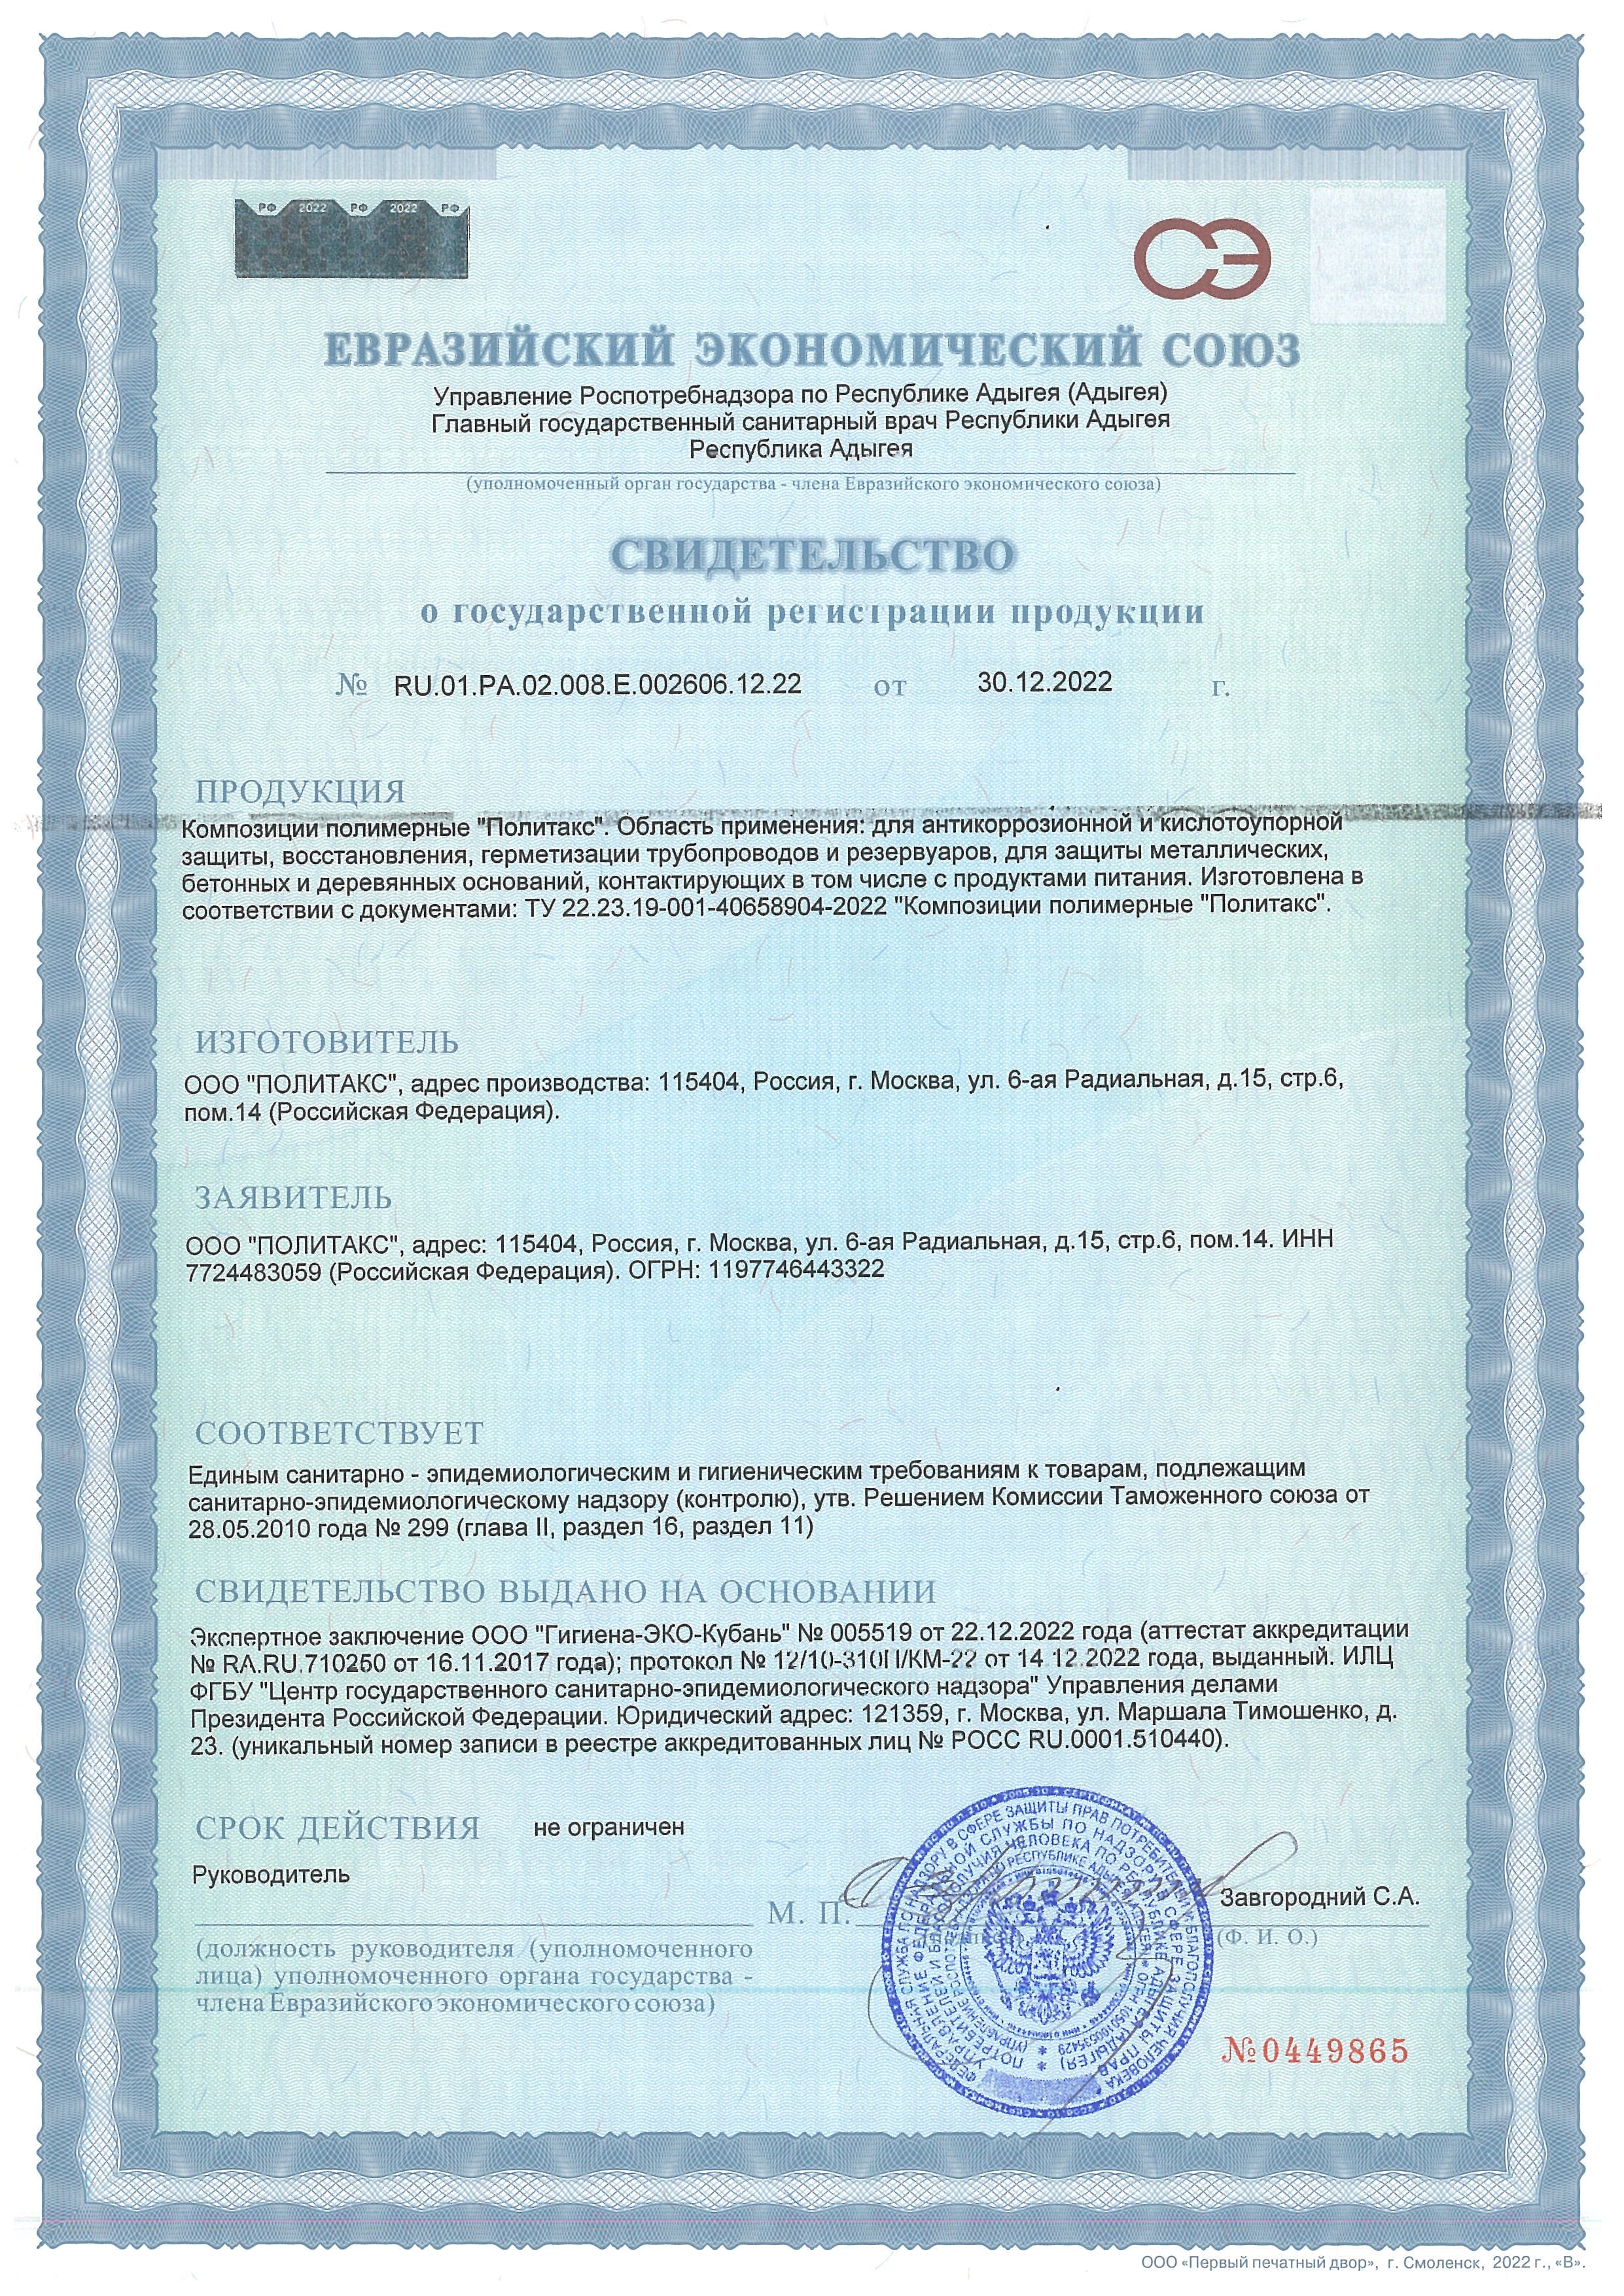 РФ 2022 РФ 2022 РФ
СЭ
ЕВРАЗИЙСКИЙ ЭКОНОМИЧЕСКИЙ СОЮЗ
Управление Роспотребнадзора по Республике Адыгея (Адыгея)
Главный государственный санитарный врач Республики Адыгея
Республика Адыгея
(уполномоченный орган государства - члена Евразийского экономического союза)
СВИДЕТЕЛЬСТВО
о государственной регистрации продукции
№ RU.01.РА.02.008.Е.002606.12.22 от 30.12.2022 г.
ПРОДУКЦИЯ
Композиции полимерные "Политакс". Область применения: для антикоррозионной и кислотоупорной
защиты, восстановления, герметизации трубопроводов и резервуаров, для защиты металлических,
бетонных и деревянных оснований, контактирующих в том числе с продуктами питания. Изготовлена в
соответствии с документами: ТУ 22.23.19-001-40658904-2022 "Композиции полимерные "Политакс".
ИЗГОТОВИТЕЛЬ
ООО "ПОЛИТАКС", адрес производства: 115404, Россия, г. Москва, ул. 6-ая Радиальная, д.15, стр.6,
пом.14 (Российская Федерация).
ЗАЯВИТЕЛЬ
ООО "ПОЛИТАКС", адрес: 115404, Россия, г. Москва, ул. 6-ая Радиальная, д.15, стр.6, пом.14. ИНН
7724483059 (Российская Федерация). ОГРН: 1197746443322
СООТВЕТСТВУЕТ
Единым санитарно - эпидемиологическим и гигиеническим требованиям к товарам, подлежащим
санитарно-эпидемиологическому надзору (контролю), утв. Решением Комиссии Таможенного союза от
28.05.2010 года № 299 (глава II, раздел 16, раздел 11)
СВИДЕТЕЛЬСТВО ВЫДАНО НА ОСНОВАНИИ
Экспертное заключение ООО "Гигиена-ЭКО-Кубань" № 005519 от 22.12.2022 года (аттестат аккредитации
№ RA.RU.710250 от 16.11.2017 года); протокол № от 14.12.2022 года, выданный. ИЛЦ
ФГБУ "Центр государственного санитарно-эпидемиологического надзора" Управления делами
Президента Российской Федерации. Юридический адрес: 121359, г. Москва, ул. Маршала Тимошенко, д.
23. (уникальный номер записи в реестре аккредитованных лиц № РОСС RU.0001.510440).
СРОК ДЕЙСТВИЯ не ограничен
Руководитель
М. П. Завгородний С.А.
(Ф. И. О.)
(должность руководителя (уполномоченного
лица) уполномоченного органа государства -
члена Евразийского экономического союза)
№0449865
ООО «Первый печатный двор», г. Смоленск, 2022 г., «В».